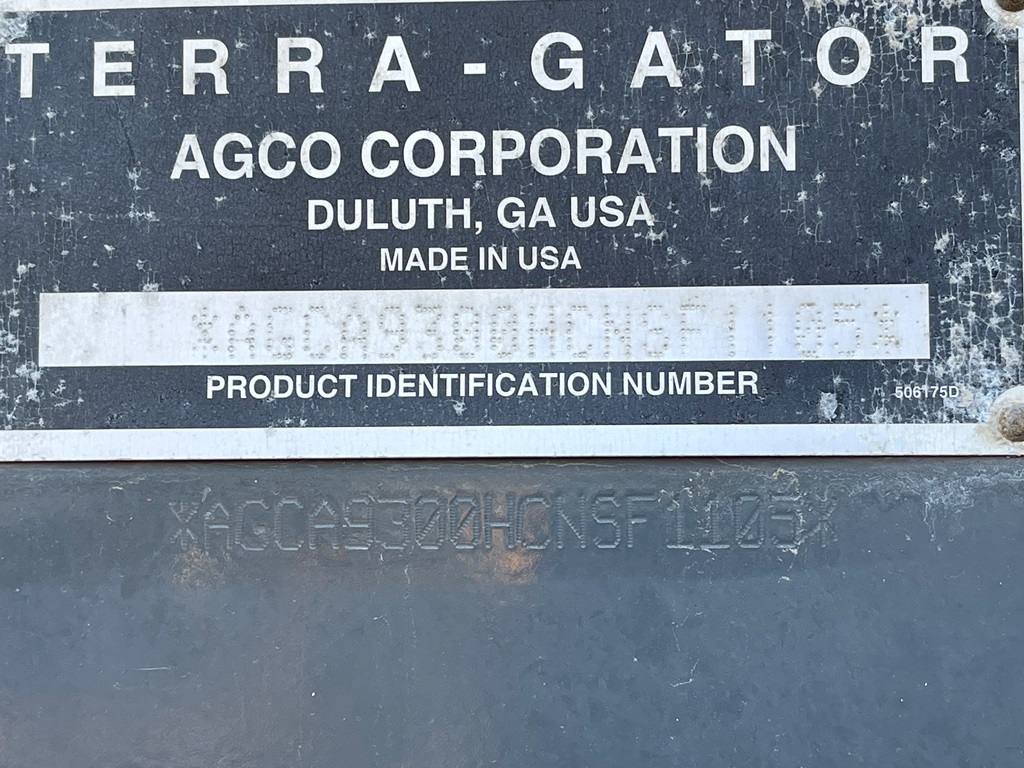 TERRA-GATOR
AGCO CORPORATION
DULUTH, GA USA
MADE IN USA
*AGCA9300HCNSF1105*
PRODUCT IDENTIFICATION NUMBER
506175D
*AGCA9300HCNSF1105*